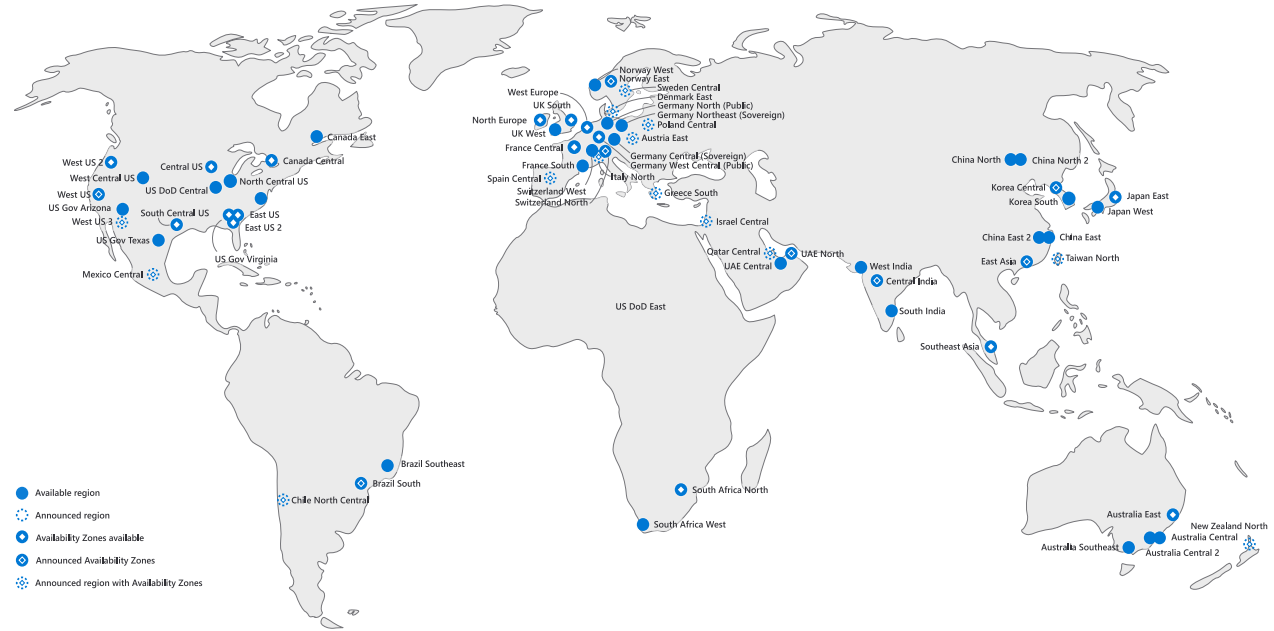 Norway West
Norway East
Sweden Central
Denmark East
West Europe
UK South
Germany North (Public)
Germany Northeast (Sovereign)
North Europe
Poland Central
UK West
Austria East
France Central
Germany Central (Sovereign)
Germany West Central (Public)
France South
Italy North
Spain Central
Switzerland West
Switzerland North
Greece South
Israel Central
Qatar Central
UAE North
UAE Central
Canada East
West US 2
Central US
Canada Central
West Central US
North Central US
US DoD Central
West US
US Gov Arizona
South Central US
East US
West US 3
East US 2
US Gov Texas
US Gov Virginia
Mexico Central
US DoD East
China North
China North 2
Korea Central
Korea South
Japan East
Japan West
China East 2
China East
East Asia
Taiwan North
West India
Central India
South India
Southeast Asia
Brazil Southeast
Brazil South
Chile North Central
South Africa North
South Africa West
Australia East
New Zealand North
Australia Central
Australia Southeast
Australia Central 2
Available region
Announced region
Availability Zones available
Announced Availability Zones
Announced region with Availability Zones